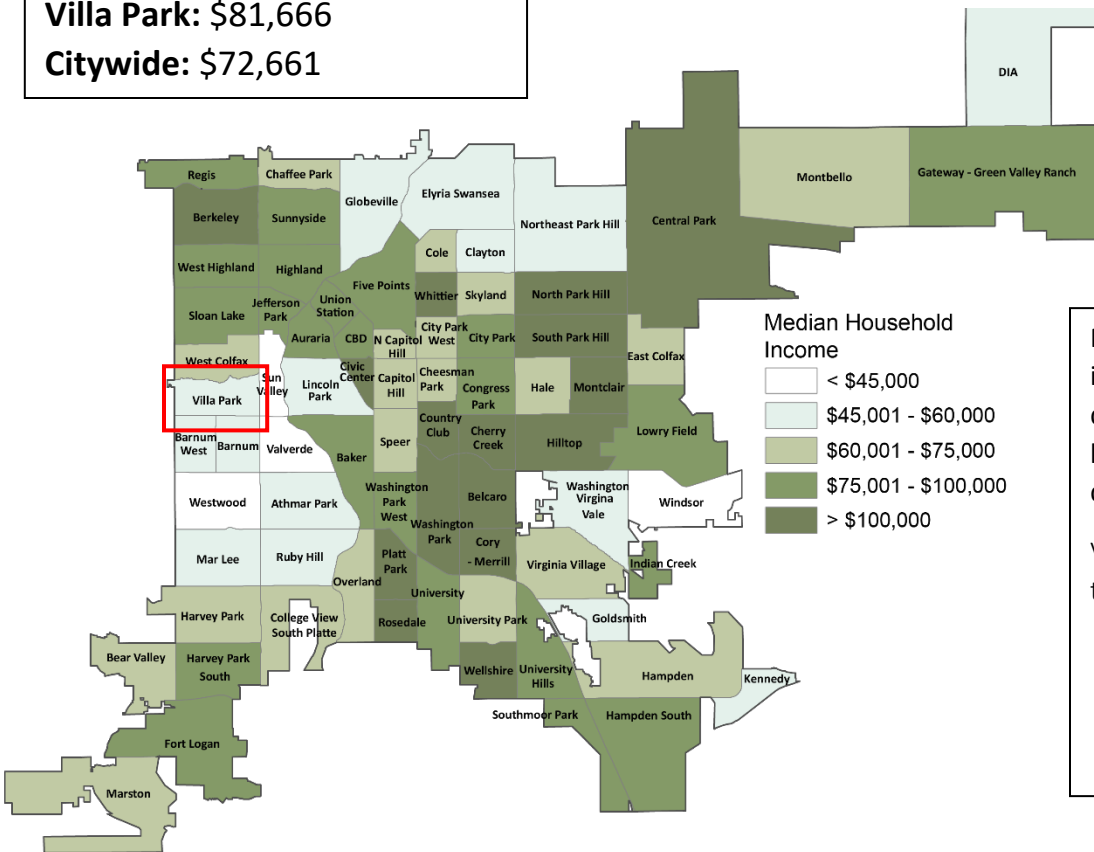 Villa Park: $81,666
Citywide: $72,661
DIA
Regis
Chaffee Park
Montbello
Gateway - Green Valley Ranch
Globeville
Elyria Swansea
Berkeley
Sunnyside
Northeast Park Hill
Central Park
Cole
Clayton
West Highland
Highland
Five Points
Whittier
Skyland
North Park Hill
Union
Station
Jefferson
Park
Sloan Lake
Auraria
CBD
N Capitol
Hill
City Park
West
City Park
South Park Hill
East Colfax
West Colfax
Sun
Valley
Lincoln
Park
Civic
Center
Capitol
Hill
Cheesman
Park
Congress
Park
Hale
Montclair
Villa Park
Barnum
West
Barnum
Valverde
Baker
Speer
Country
Club
Cherry
Creek
Hilltop
Lowry Field
Westwood
Athmar Park
Washington
Park
West
Washington
Park
Belcaro
Washington
Virgina
Vale
Windsor
Mar Lee
Ruby Hill
Overland
Platt
Park
Cory
- Merrill
Virginia Village
Indian Creek
University
Harvey Park
College View
South Platte
Rosedale
University Park
Goldsmith
Bear Valley
Harvey Park
South
Wellshire
University
Hills
Hampden
Kennedy
Southmoor Park
Hampden South
Fort Logan
Marston
Median Household
Income
< $45,000
$45,001 - $60,000
$60,001 - $75,000
$75,001 - $100,000
> $100,000